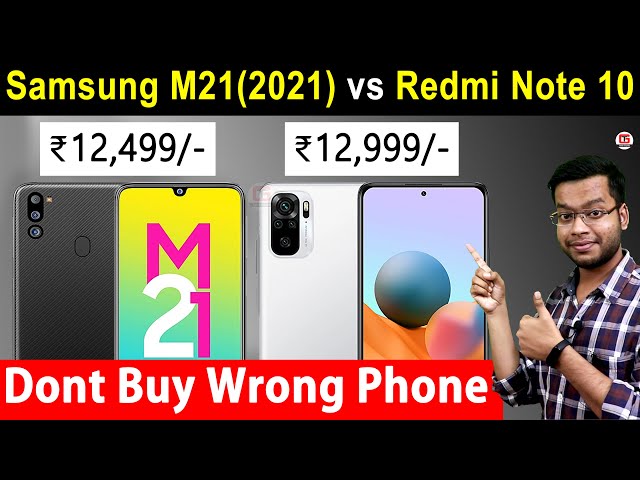 Samsung M21(2021) vs Redmi Note 10
₹12,499/- ₹12,999/-
M
21
Dont Buy Wrong Phone